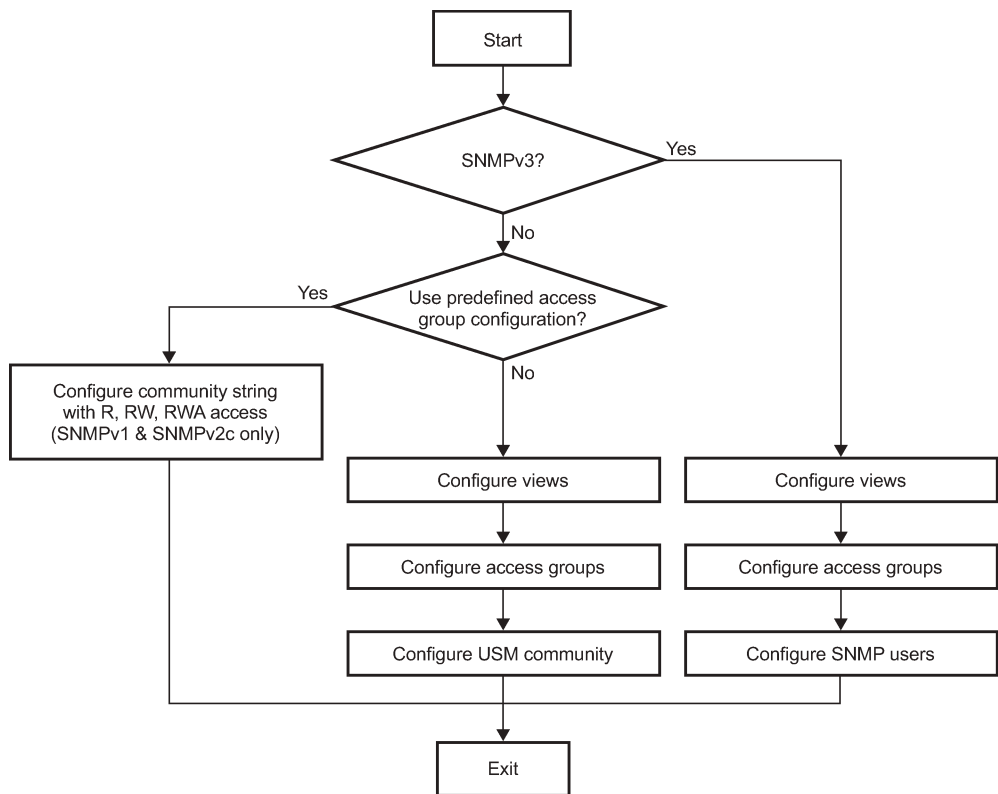 Start
SNMPv3?
Yes
No
Use predefined access
group configuration?
Yes
No
Configure community string
with R, RW, RWA access
(SNMPv1 & SNMPv2c only)
Configure views
Configure views
Configure access groups
Configure access groups
Configure USM community
Configure SNMP users
Exit